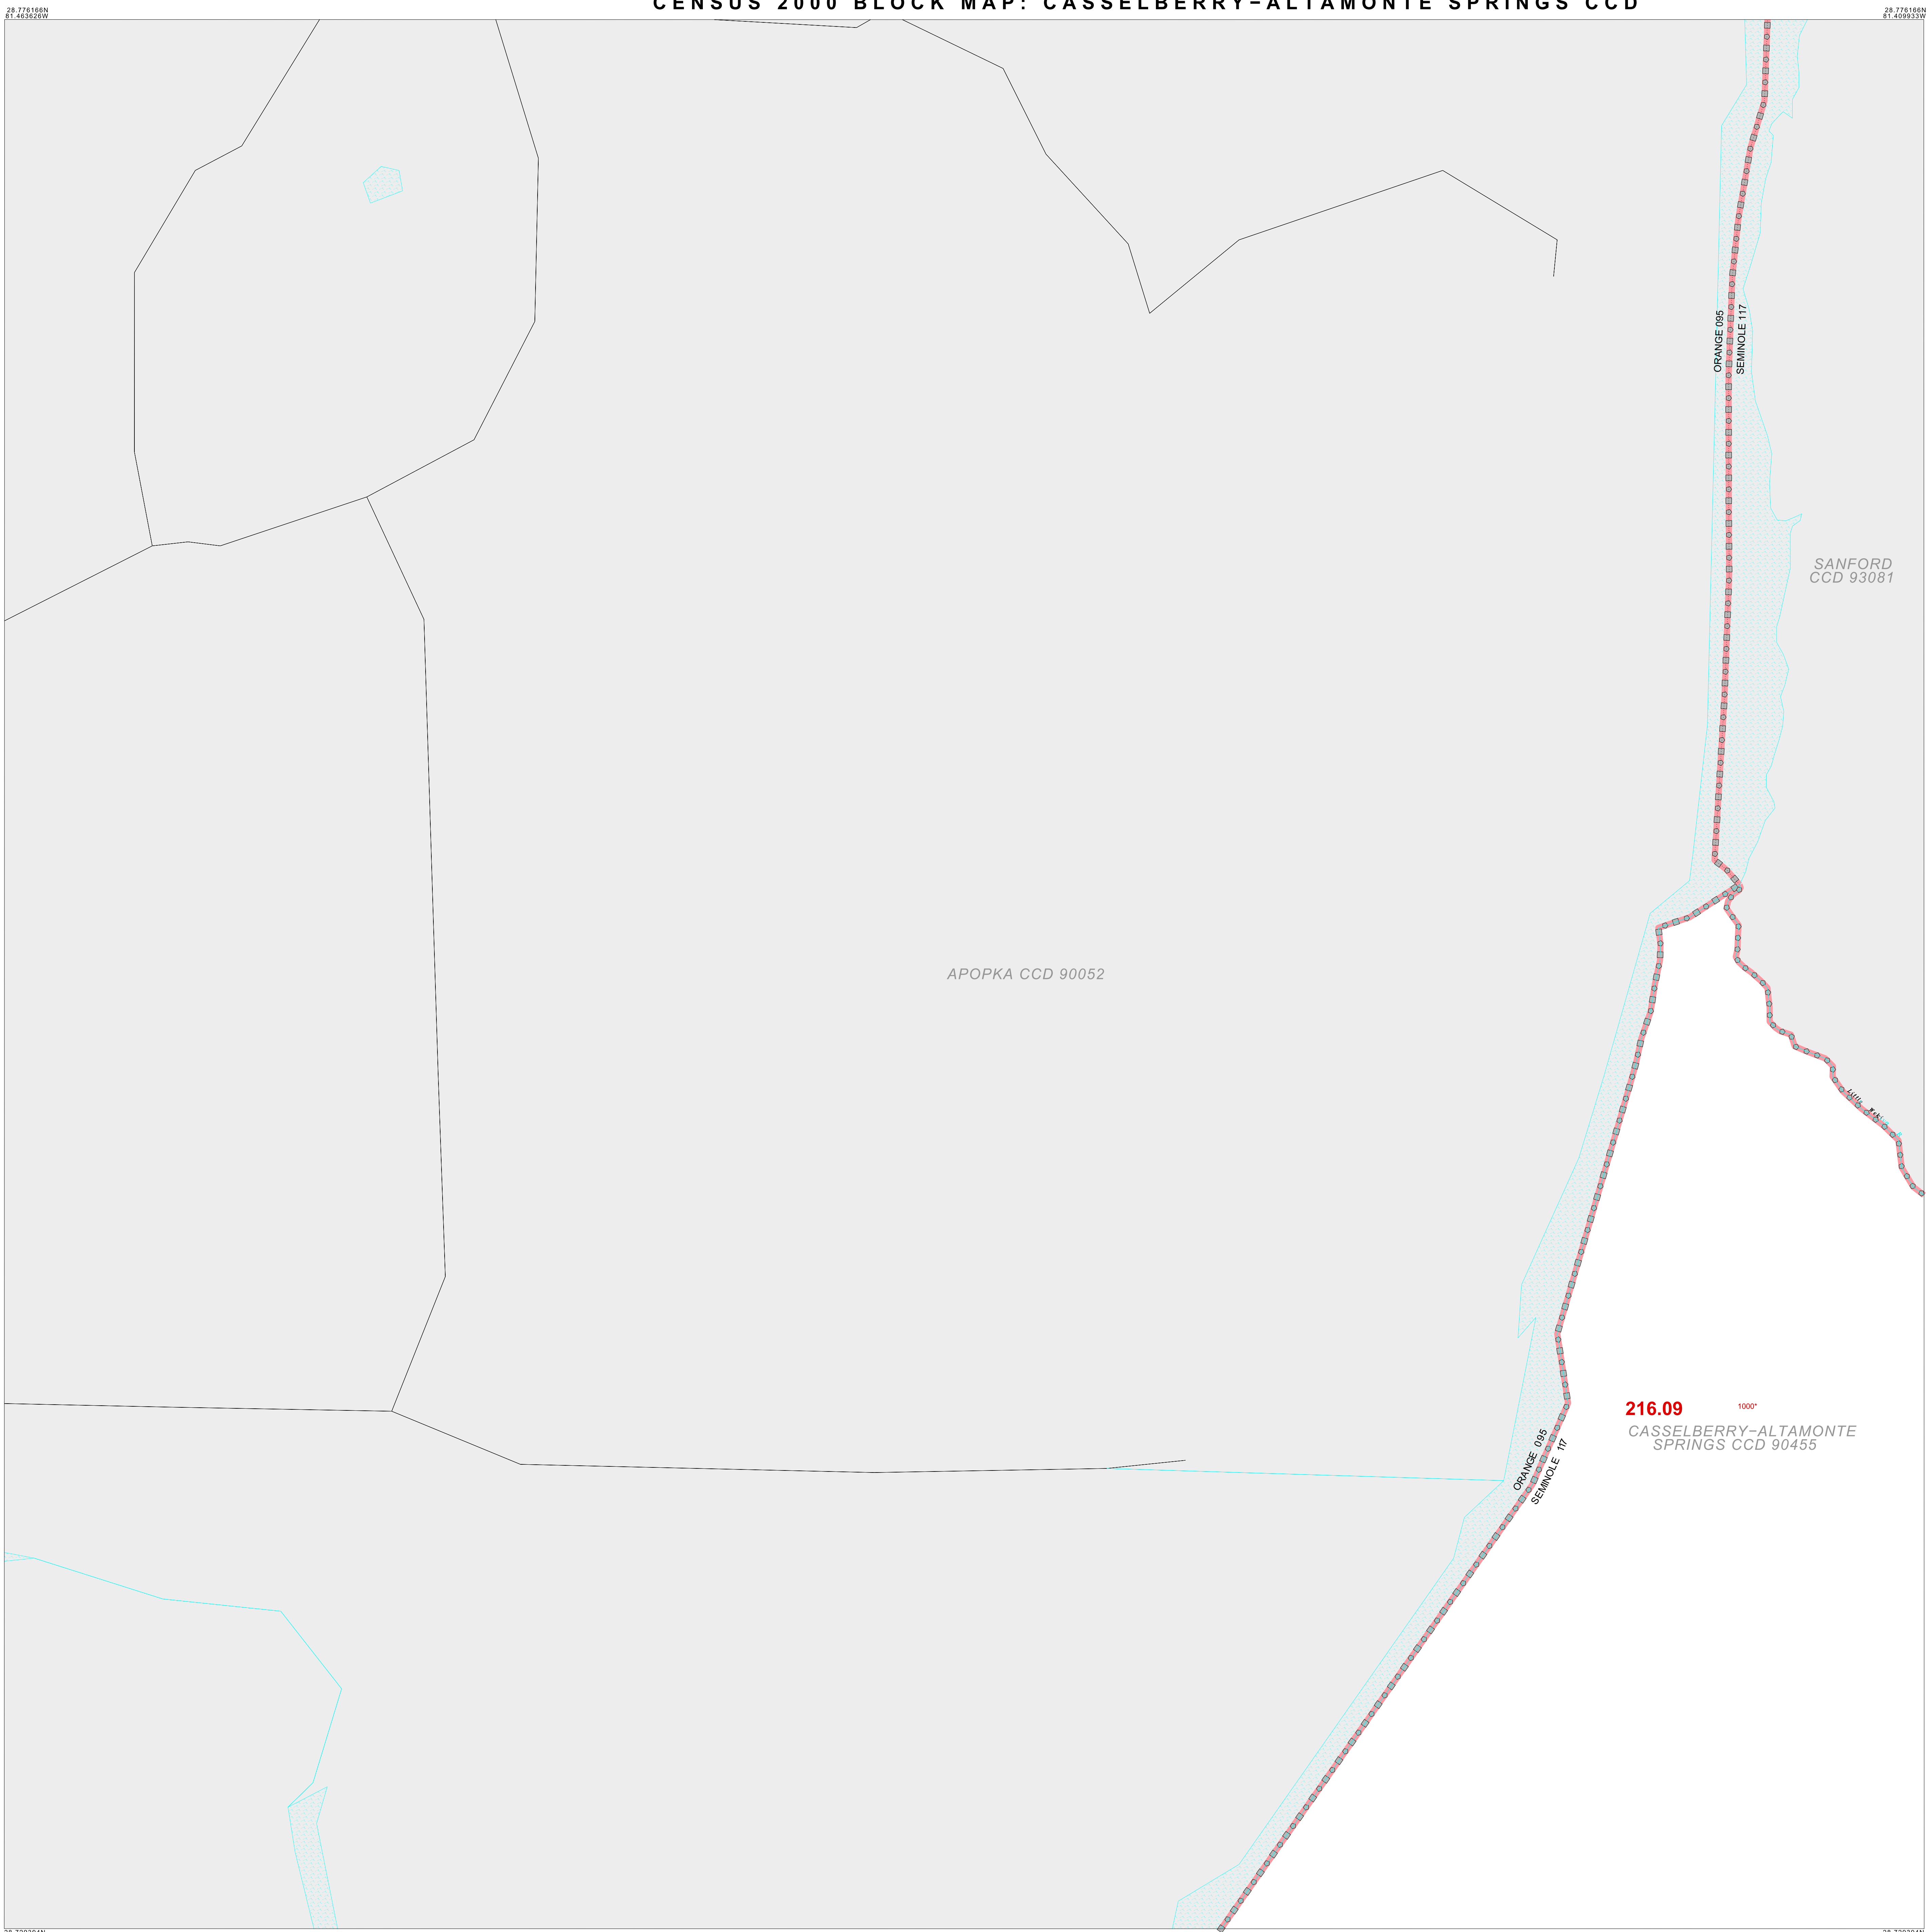 CENSUS 2000 BLOCK MAP: CASSELBERRY−ALTAMONTE SPRINGS CCD
28.776166N
81.463626W
28.776166N
81.409933W
ORANGE 095
SEMINOLE 117
SANFORD
CCD 93081
APOPKA CCD 90052
216.09
1000*
CASSELBERRY−ALTAMONTE
SPRINGS CCD 90455
ORANGE 095
SEMINOLE 117